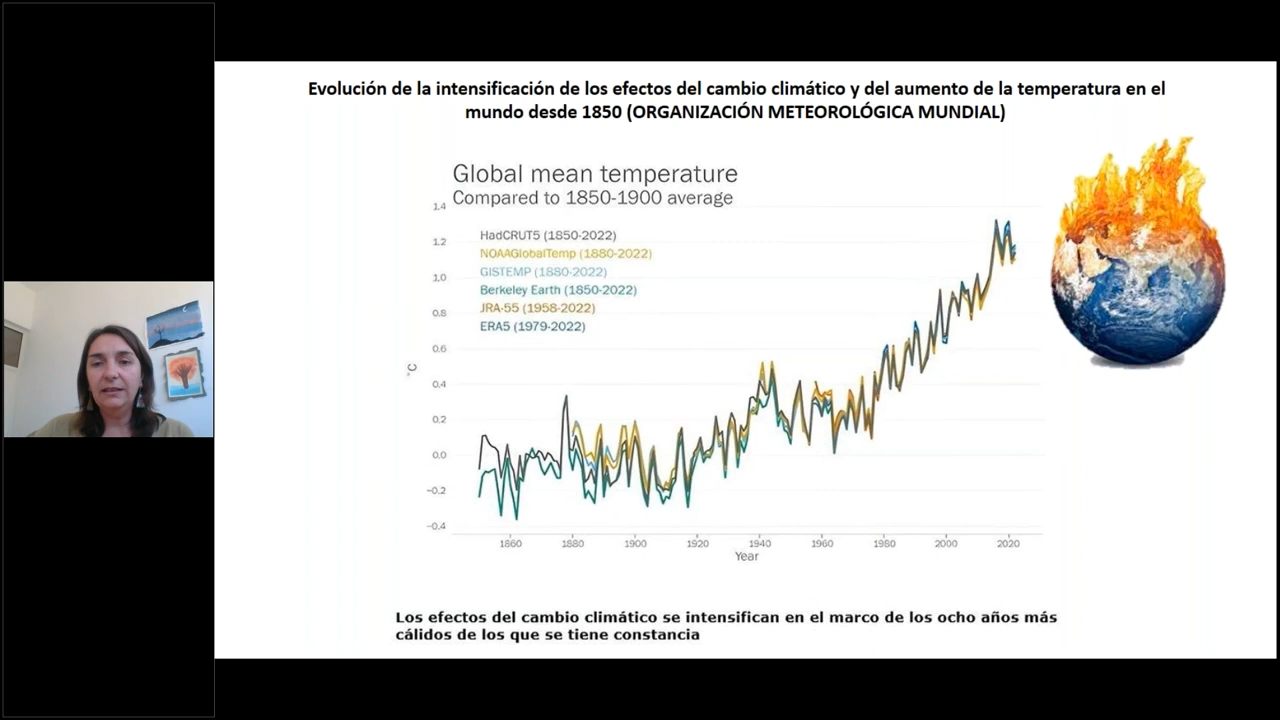 Evolución de la intensificación de los efectos del cambio climático y del aumento de la temperatura en el
mundo desde 1850 (ORGANIZACIÓN METEOROLÓGICA MUNDIAL)
Global mean temperature
Compared to 1850-1900 average
HadCRUT5 (1850-2022)
NOAAGlobalTemp (1880-2022)
GISTEMP (1880-2022)
Berkeley Earth (1850-2022)
JRA-55 (1958-2022)
ERA5 (1979-2022)
1.4
1.2
1.0
0.8
0.6
0.4
0.2
0.0
−0.2
−0.4
°C
1860 1880 1900 1920 1940 1960 1980 2000 2020
Year
Los efectos del cambio climático se intensifican en el marco de los ocho años más
cálidos de los que se tiene constancia